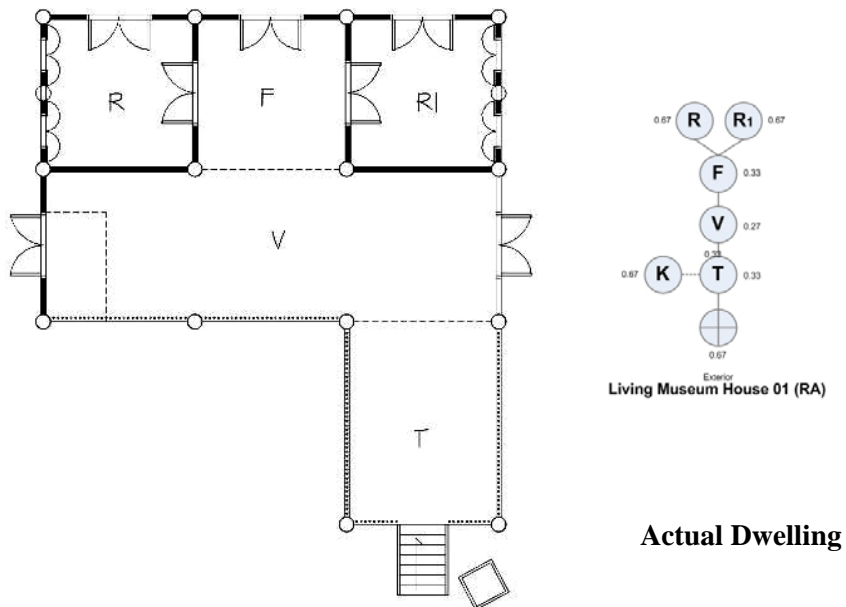 R F R1
V
T
0.67 R R1 0.67
F 0.33
V 0.27
0.33
0.67 K T 0.33
0.67
Exterior
Living Museum House 01 (RA)
Actual Dwelling